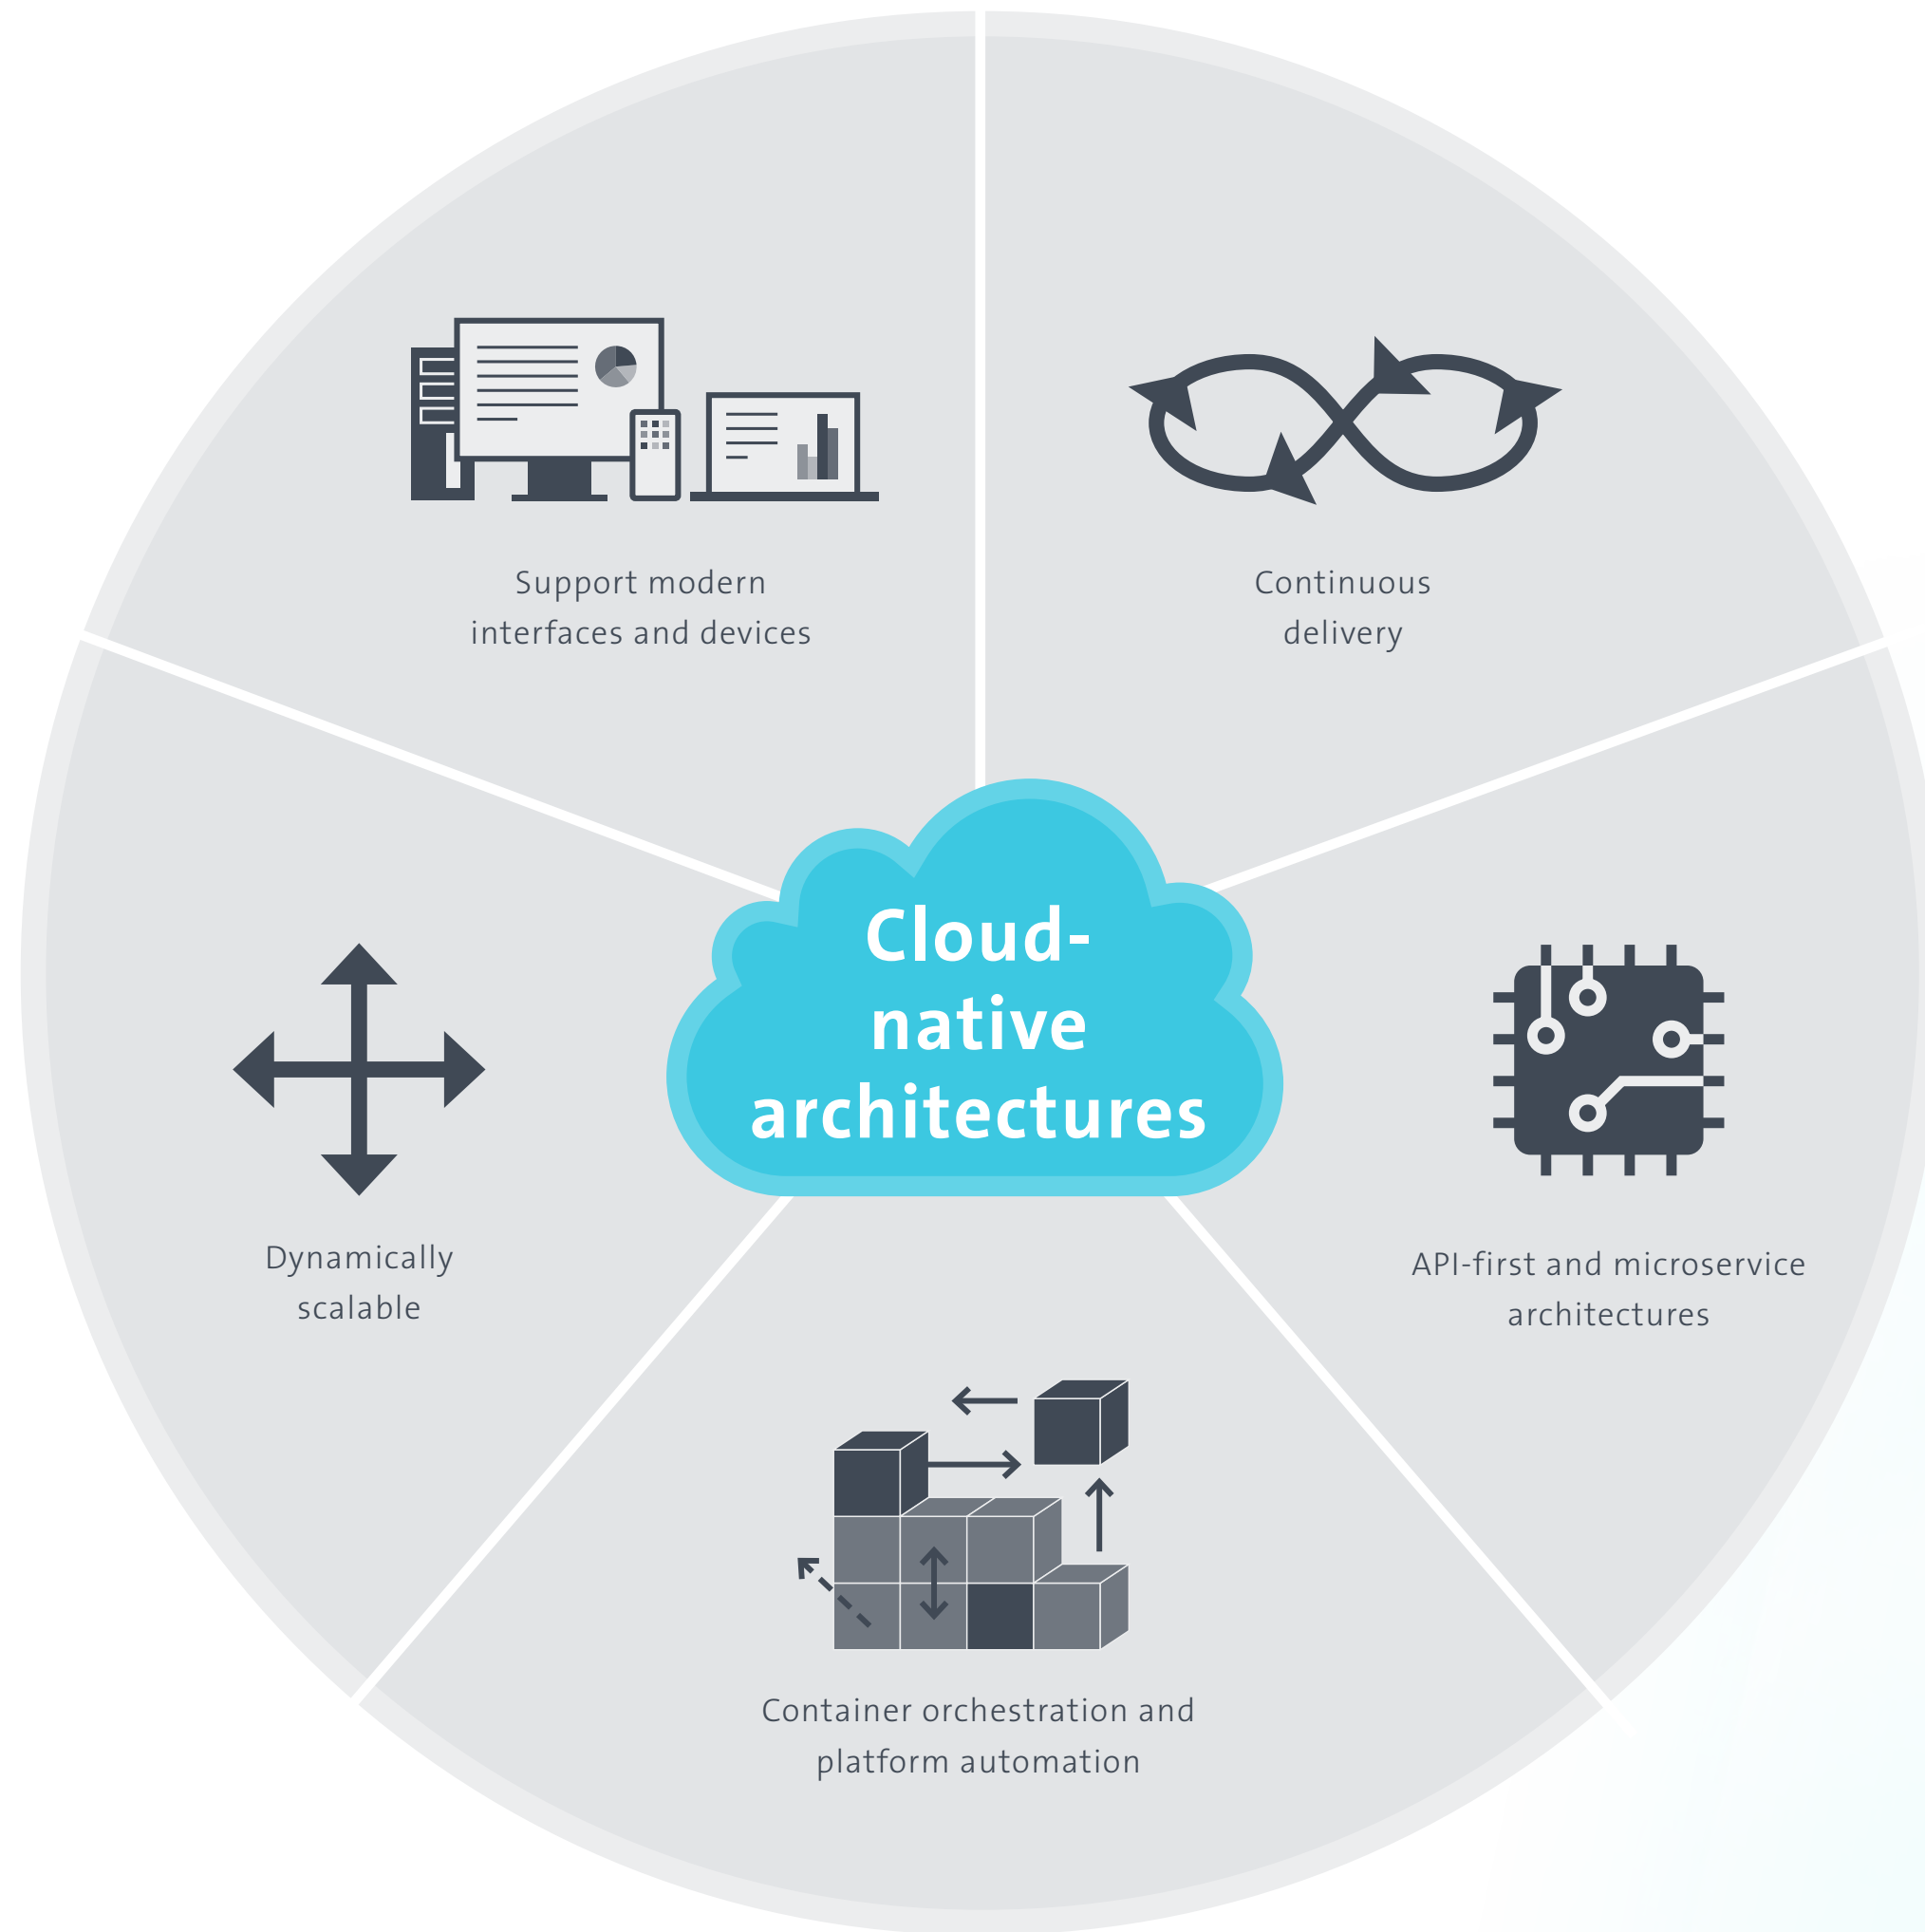 Support modern
interfaces and devices
Continuous
delivery
Cloud-
native
architectures
Dynamically
scalable
API-first and microservice
architectures
Container orchestration and
platform automation